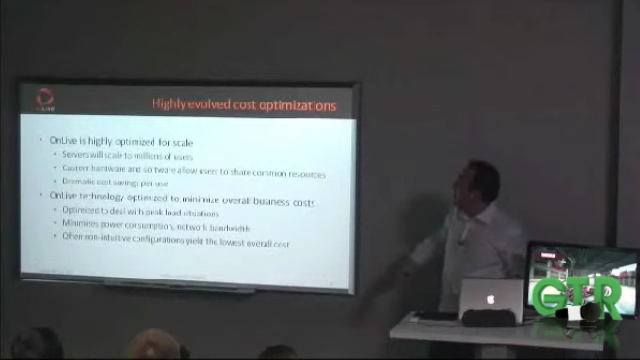 ONLIVE
Highly evolved cost optimizations
OnLive is highly optimized for scale
Servers will scale to millions of users
Custom hardware and software allow users to share common resources
Dramatic cost savings per user
OnLive technology optimized to minimize overall business costs
Optimized to deal with peak load situations
Minimizes power consumption, network bandwidth
Often non-intuitive configurations yield the lowest overall cost
GTR